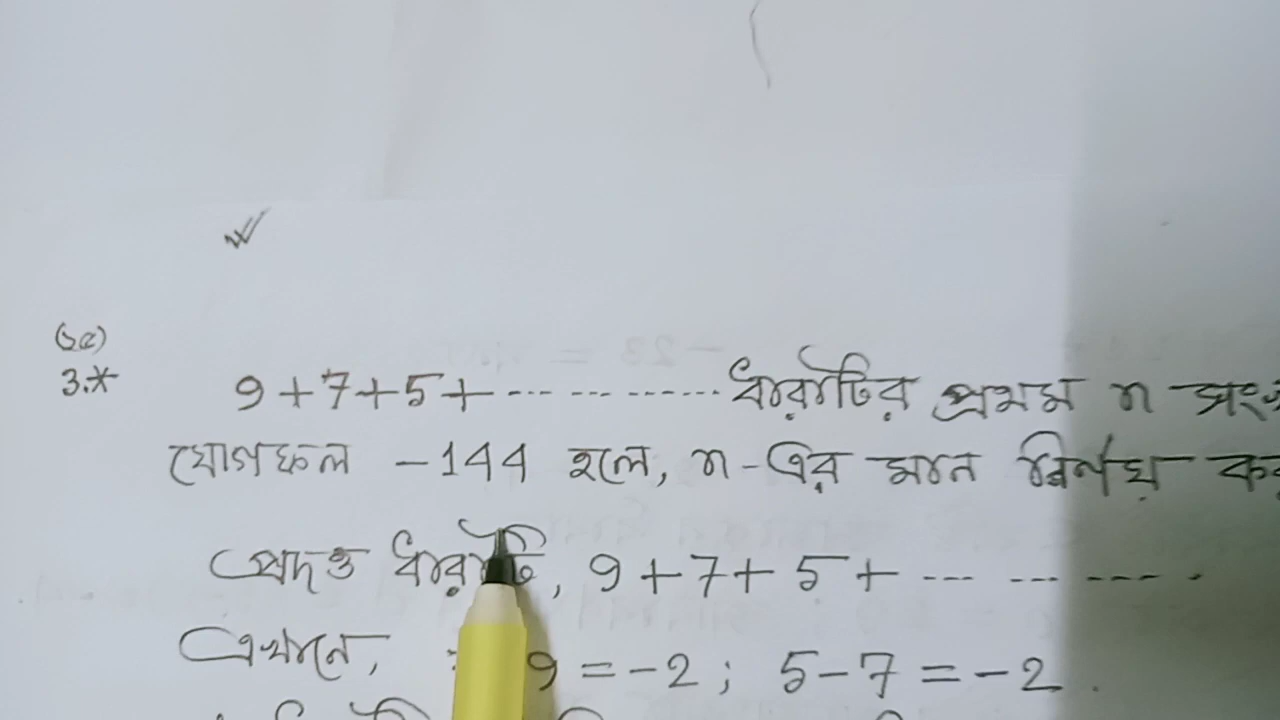 (১৫)
3.* 9+7+5+ ... ... ... ধারাটির প্রথম n
যোগফল -144 হলে, n-এর মান নির্ণয়
প্রদত্ত ধারাটি, 9+7+5+ ... ... ...
এখানে, 9 = -2; 5-7 = -2.